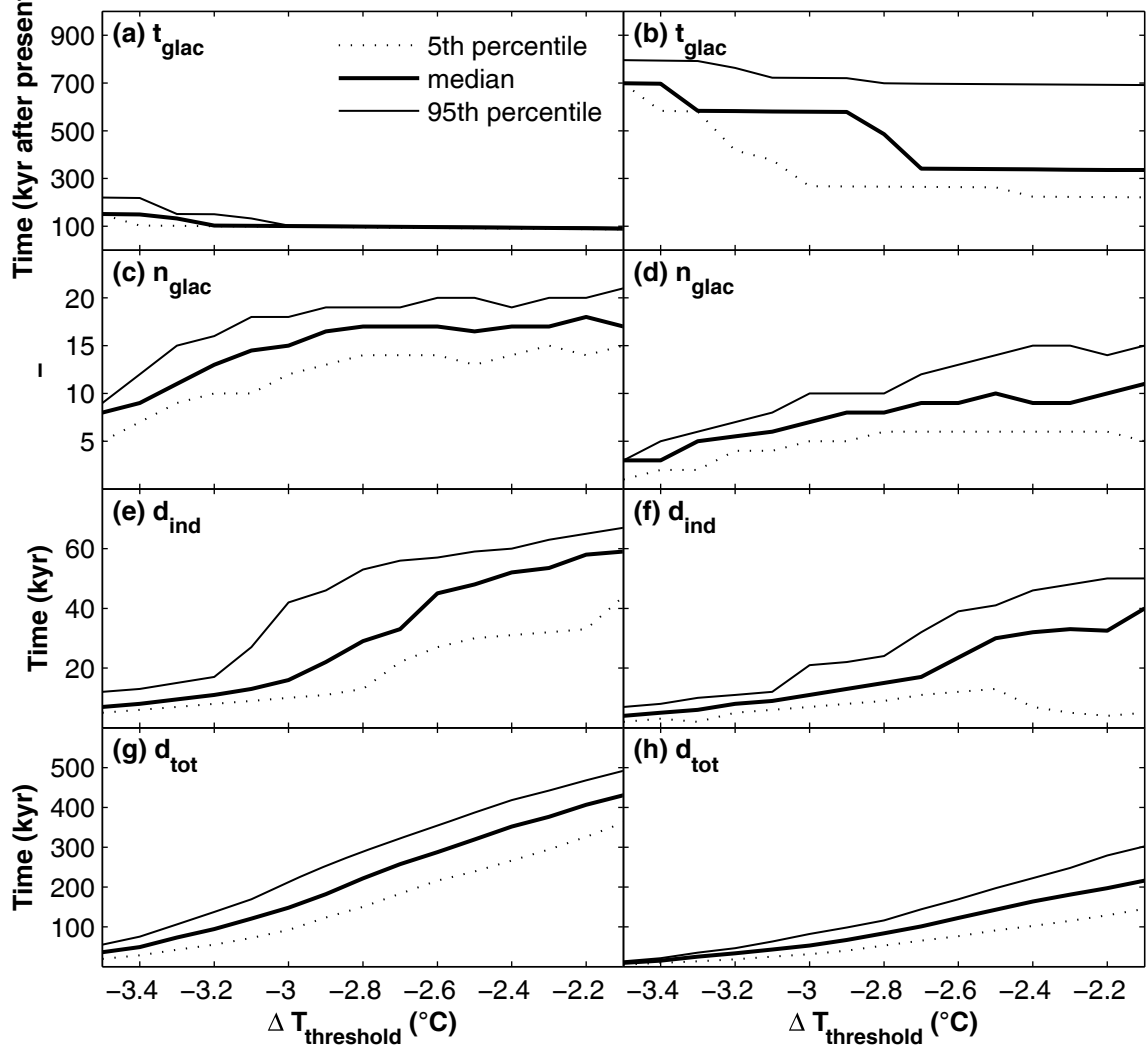 (a) t_glac
5th percentile
median
95th percentile
(b) t_glac
Time (kyr after present)
900
700
500
300
100
(c) n_glac
(d) n_glac
–
20
15
10
5
(e) d_ind
(f) d_ind
Time (kyr)
60
40
20
(g) d_tot
(h) d_tot
Time (kyr)
500
400
300
200
100
−3.4 −3.2 −3 −2.8 −2.6 −2.4 −2.2
−3.4 −3.2 −3 −2.8 −2.6 −2.4 −2.2
Δ T_threshold (°C)
Δ T_threshold (°C)